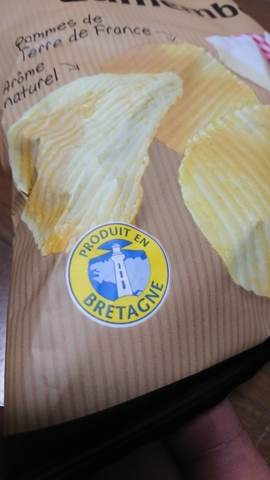 Pommes de
Terre de France
Arôme
naturel
PRODUIT EN
BRETAGNE